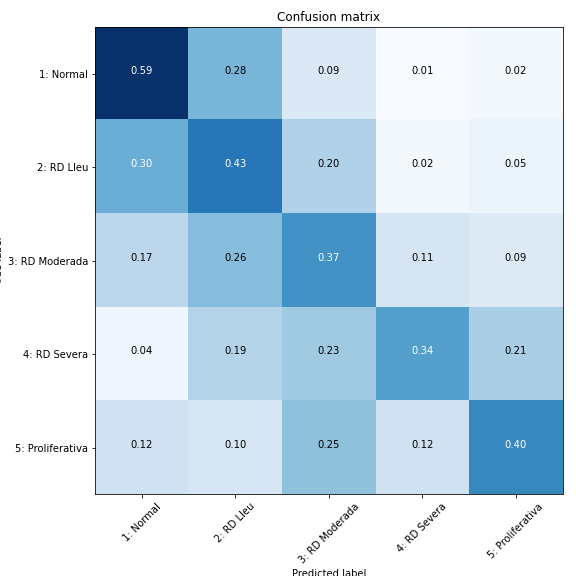 Confusion matrix
1: Normal 0.59 0.28 0.09 0.01 0.02
2: RD Lleu 0.30 0.43 0.20 0.02 0.05
3: RD Moderada 0.17 0.26 0.37 0.11 0.09
4: RD Severa 0.04 0.19 0.23 0.34 0.21
5: Proliferativa 0.12 0.10 0.25 0.12 0.40
1: Normal
2: RD Lleu
3: RD Moderada
4: RD Severa
5: Proliferativa
Predicted label